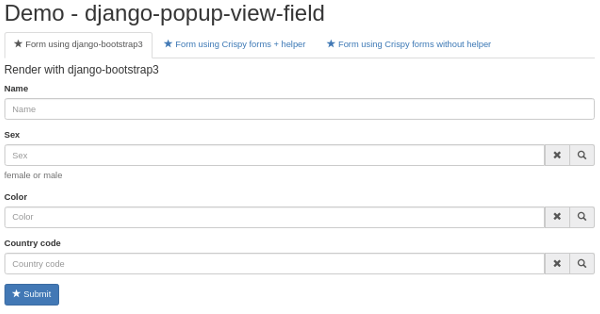 Demo - django-popup-view-field
Form using django-bootstrap3
Form using Crispy forms + helper
Form using Crispy forms without helper
Render with django-bootstrap3
Name
Name
Sex
Sex
female or male
Color
Color
Country code
Country code
Submit